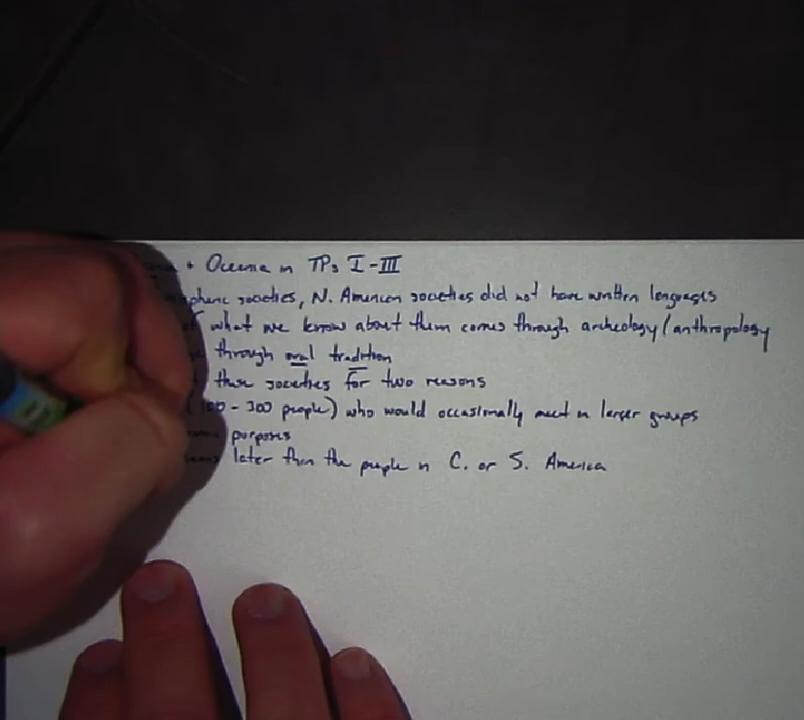 + Oceania in TPs I-III
societies, N. American societies did not have written languages
what we know about them comes through archeology/anthropology
through oral tradition
these societies for two reasons
(100-300 people) who would occasionally meet in larger groups
purposes
later than the people in C. or S. America